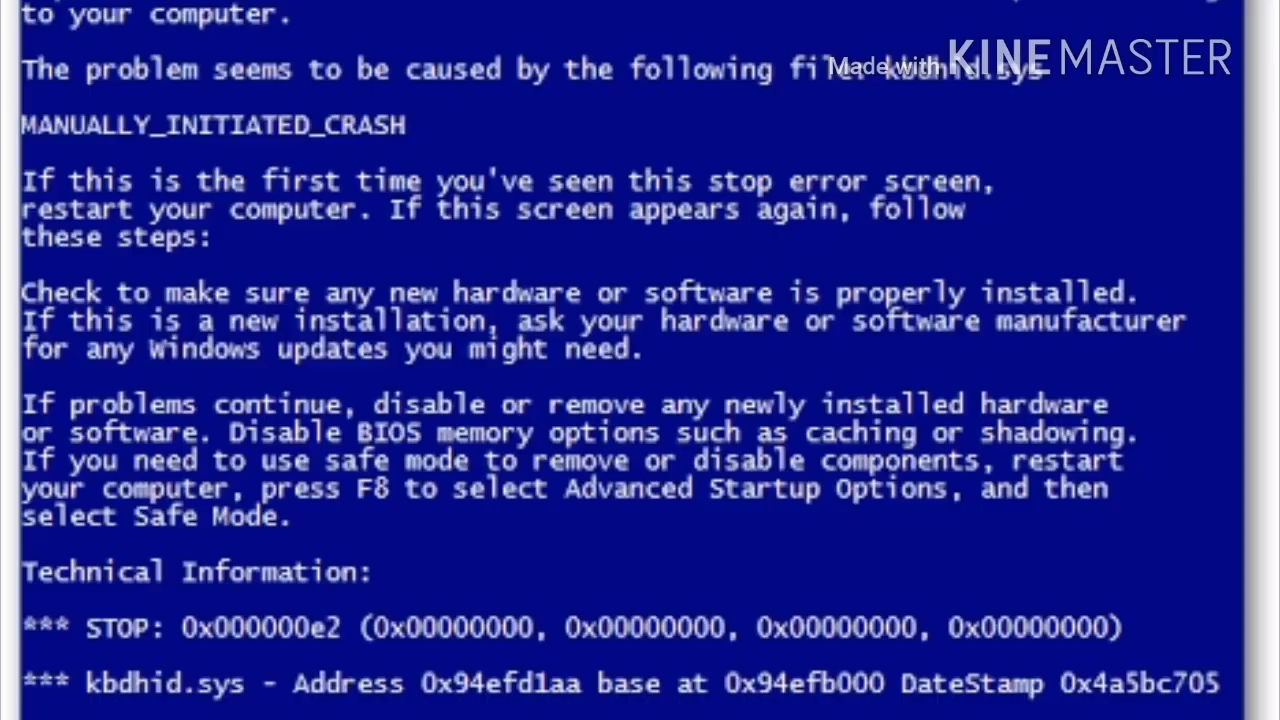 to your computer.
The problem seems to be caused by the following file: kbdhid.sys
Made with KINEMASTER
MANUALLY_INITIATED_CRASH
If this is the first time you've seen this stop error screen,
restart your computer. If this screen appears again, follow
these steps:
Check to make sure any new hardware or software is properly installed.
If this is a new installation, ask your hardware or software manufacturer
for any Windows updates you might need.
If problems continue, disable or remove any newly installed hardware
or software. Disable BIOS memory options such as caching or shadowing.
If you need to use safe mode to remove or disable components, restart
your computer, press F8 to select Advanced Startup Options, and then
select Safe Mode.
Technical Information:
*** STOP: 0x000000e2 (0x00000000, 0x00000000, 0x00000000, 0x00000000)
*** kbdhid.sys - Address 0x94efd1aa base at 0x94efb000 DateStamp 0x4a5bc705